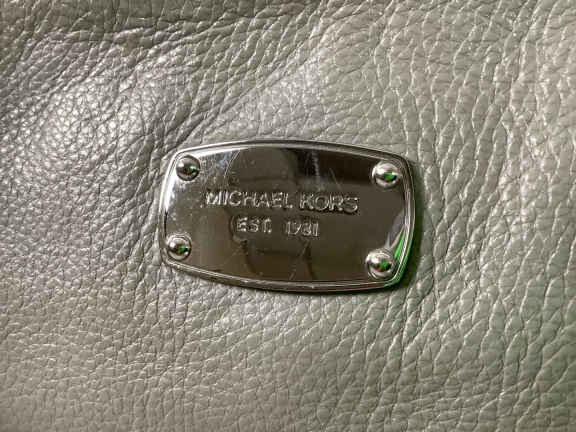 MICHAEL KORS
EST. 1981